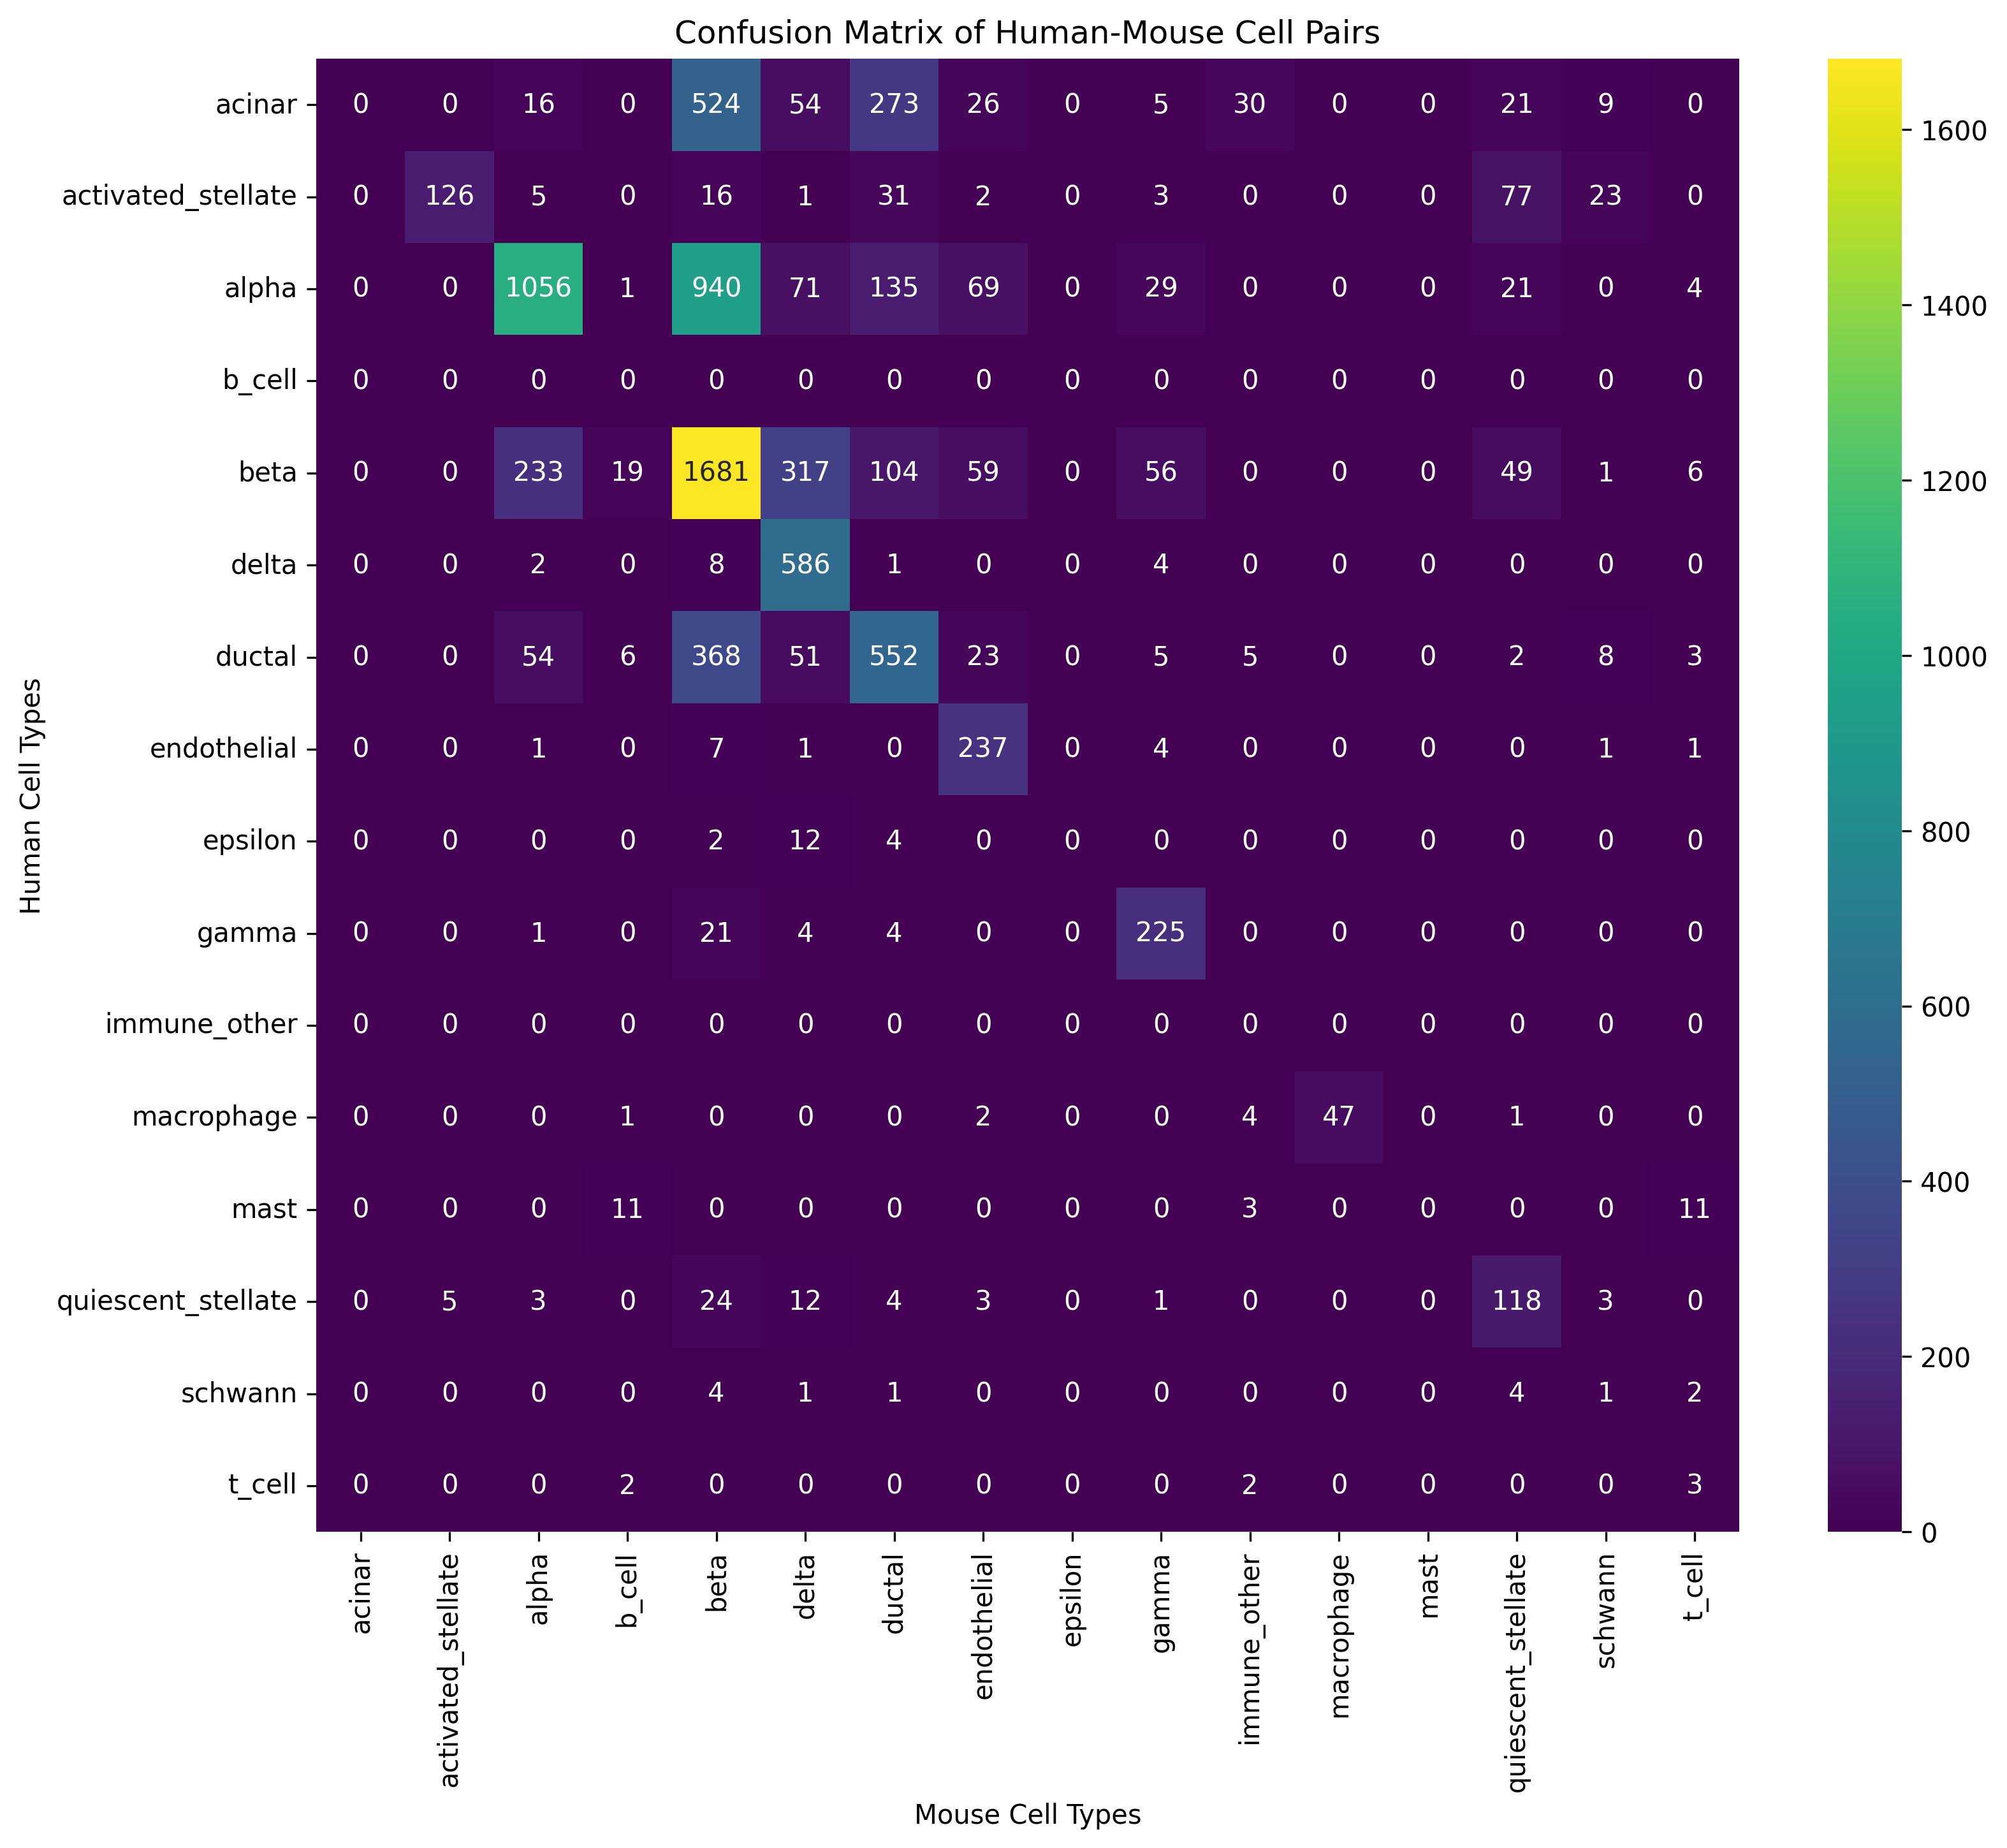 Confusion Matrix of Human-Mouse Cell Pairs
acinar 0 0 16 0 524 54 273 26 0 5 30 0 0 21 9 0
activated_stellate 0 126 5 0 16 1 31 2 0 3 0 0 0 77 23 0
alpha 0 0 1056 1 940 71 135 69 0 29 0 0 0 21 0 4
b_cell 0 0 0 0 0 0 0 0 0 0 0 0 0 0 0 0
beta 0 0 233 19 1681 317 104 59 0 56 0 0 0 49 1 6
delta 0 0 2 0 8 586 1 0 0 4 0 0 0 0 0 0
ductal 0 0 54 6 368 51 552 23 0 5 5 0 0 2 8 3
endothelial 0 0 1 0 7 1 0 237 0 4 0 0 0 0 1 1
epsilon 0 0 0 0 2 12 4 0 0 0 0 0 0 0 0 0
gamma 0 0 1 0 21 4 4 0 0 225 0 0 0 0 0 0
immune_other 0 0 0 0 0 0 0 0 0 0 0 0 0 0 0 0
macrophage 0 0 0 1 0 0 0 2 0 0 4 47 0 1 0 0
mast 0 0 0 11 0 0 0 0 0 0 3 0 0 0 0 11
quiescent_stellate 0 5 3 0 24 12 4 3 0 1 0 0 0 118 3 0
schwann 0 0 0 0 4 1 1 0 0 0 0 0 0 4 1 2
t_cell 0 0 0 2 0 0 0 0 0 0 2 0 0 0 0 3
acinar activated_stellate alpha b_cell beta delta ductal endothelial epsilon gamma immune_other macrophage mast quiescent_stellate schwann t_cell
Mouse Cell Types
Human Cell Types
1600
1400
1200
1000
800
600
400
200
0